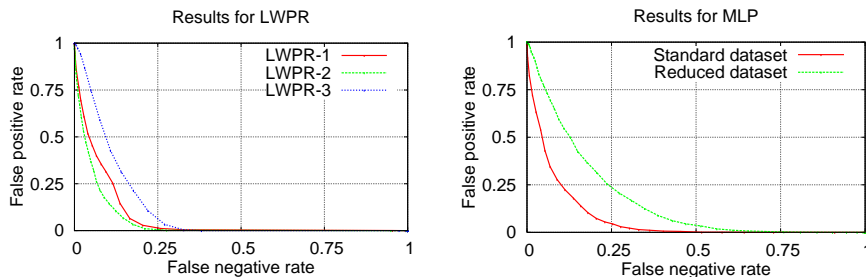 Results for LWPR
1
0.75
0.5
0.25
0
0
0.25
0.5
0.75
1
False positive rate
False negative rate
LWPR-1
LWPR-2
LWPR-3
Results for MLP
1
0.75
0.5
0.25
0
0
0.25
0.5
0.75
1
False positive rate
False negative rate
Standard dataset
Reduced dataset